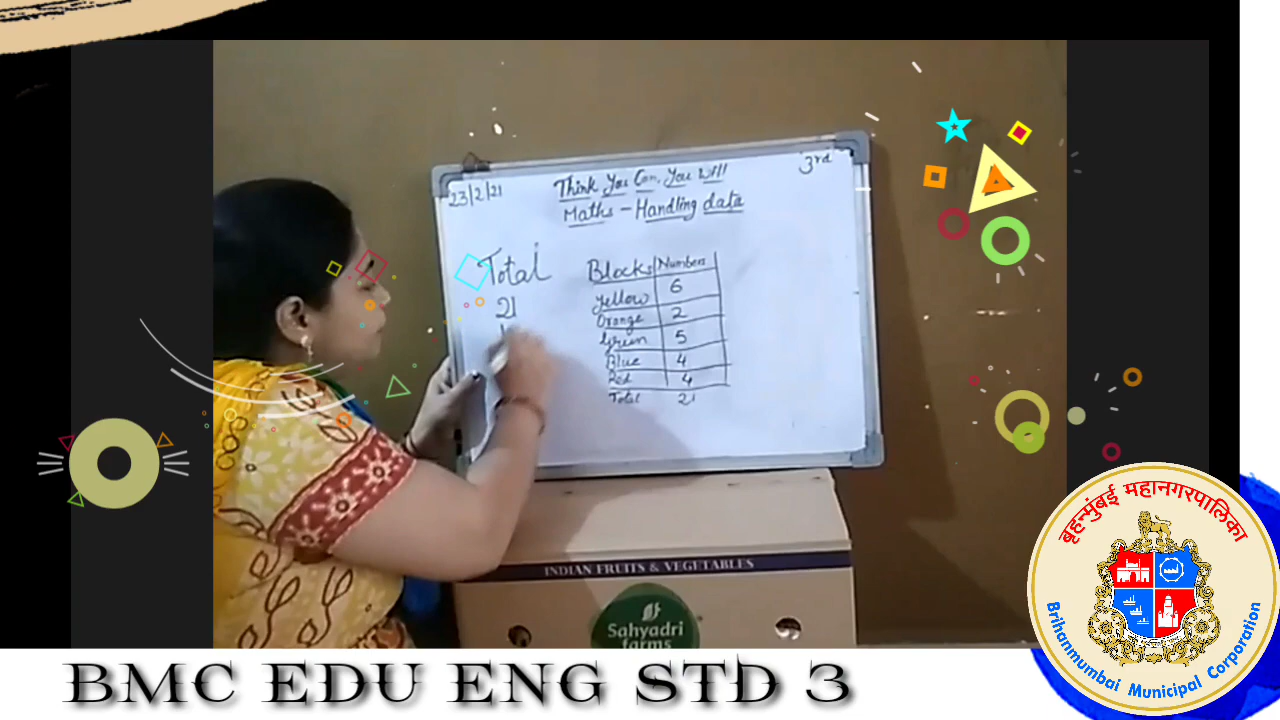 23/2/21
3rd
Think You Can, You Will
Maths - Handling data
Total
21
Blocks Numbers
Yellow 6
Orange 2
Green 5
Blue 4
Red 4
Total 21
INDIAN FRUITS & VEGETABLES
Sahyadri
farms
बृहन्मुंबई महानगरपालिका
Brihanmumbai Municipal Corporation
BMC EDU ENG STD 3